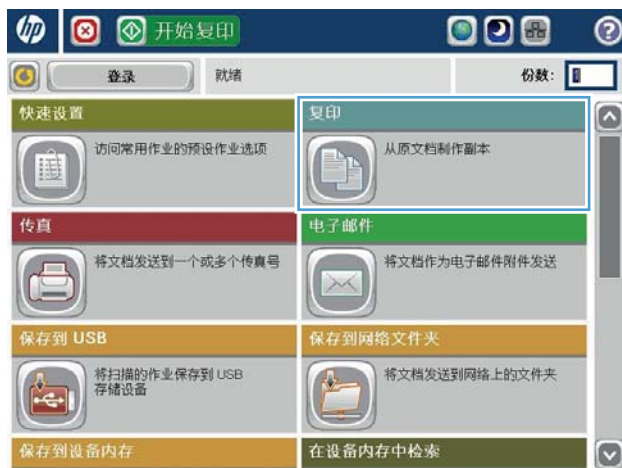 hp
开始复印
?
登录
就绪
份数: 1
快速设置
访问常用作业的预设作业选项
复印
从原文档制作副本
传真
将文档发送到一个或多个传真号
电子邮件
将文档作为电子邮件附件发送
保存到 USB
将扫描的作业保存到 USB
存储设备
保存到网络文件夹
将文档发送到网络上的文件夹
保存到设备内存
在设备内存中检索